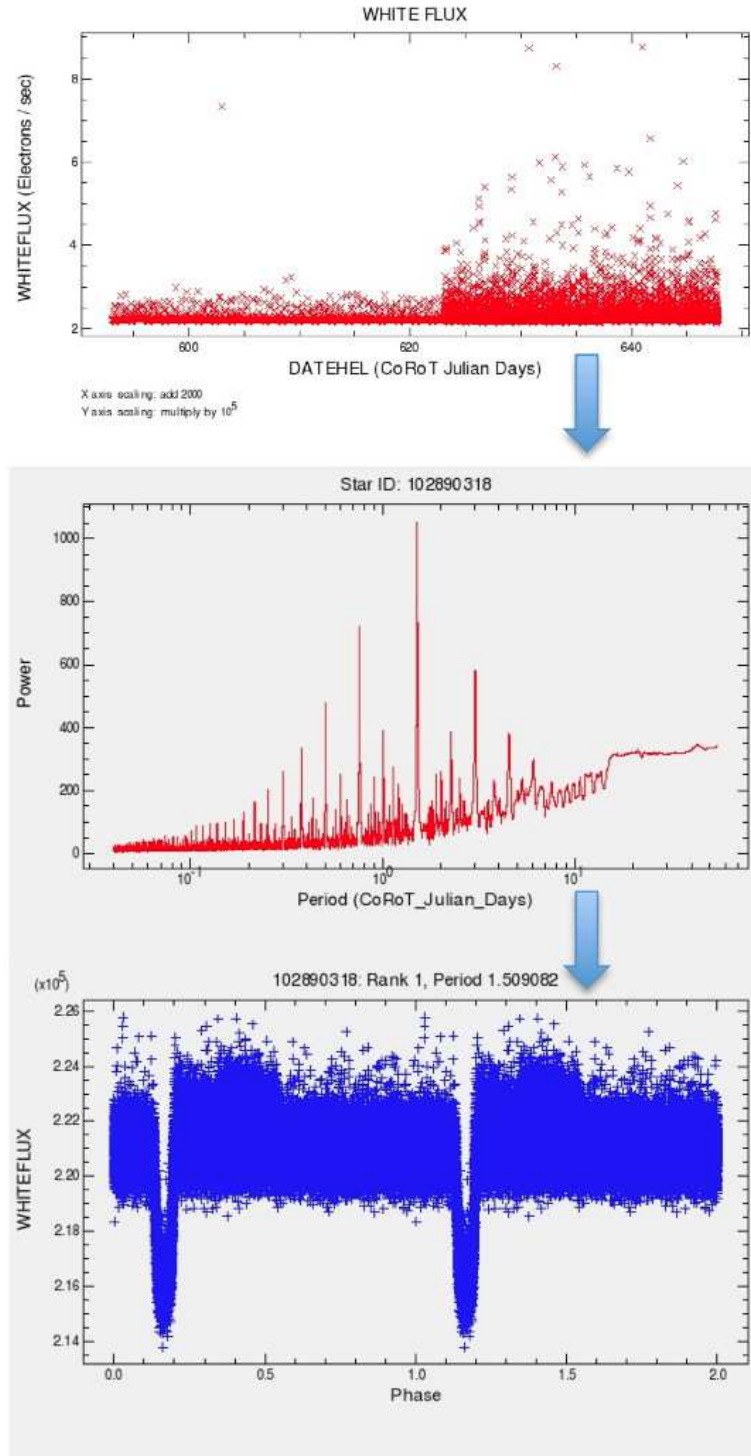 WHITE FLUX
WHITEFLUX (Electrons / sec)
8
6
4
2
600
620
640
DATEHEL (CoRoT Julian Days)
X axis scaling: add 2000
Y axis scaling: multiply by 10^5
Star ID: 102890318
Power
1000
800
600
400
200
0
10^-1
10^0
10^1
Period (CoRoT_Julian_Days)
(x10^5)
102890318: Rank 1, Period 1.509082
WHITEFLUX
2.26
2.24
2.22
2.20
2.18
2.16
2.14
0.0
0.5
1.0
1.5
2.0
Phase